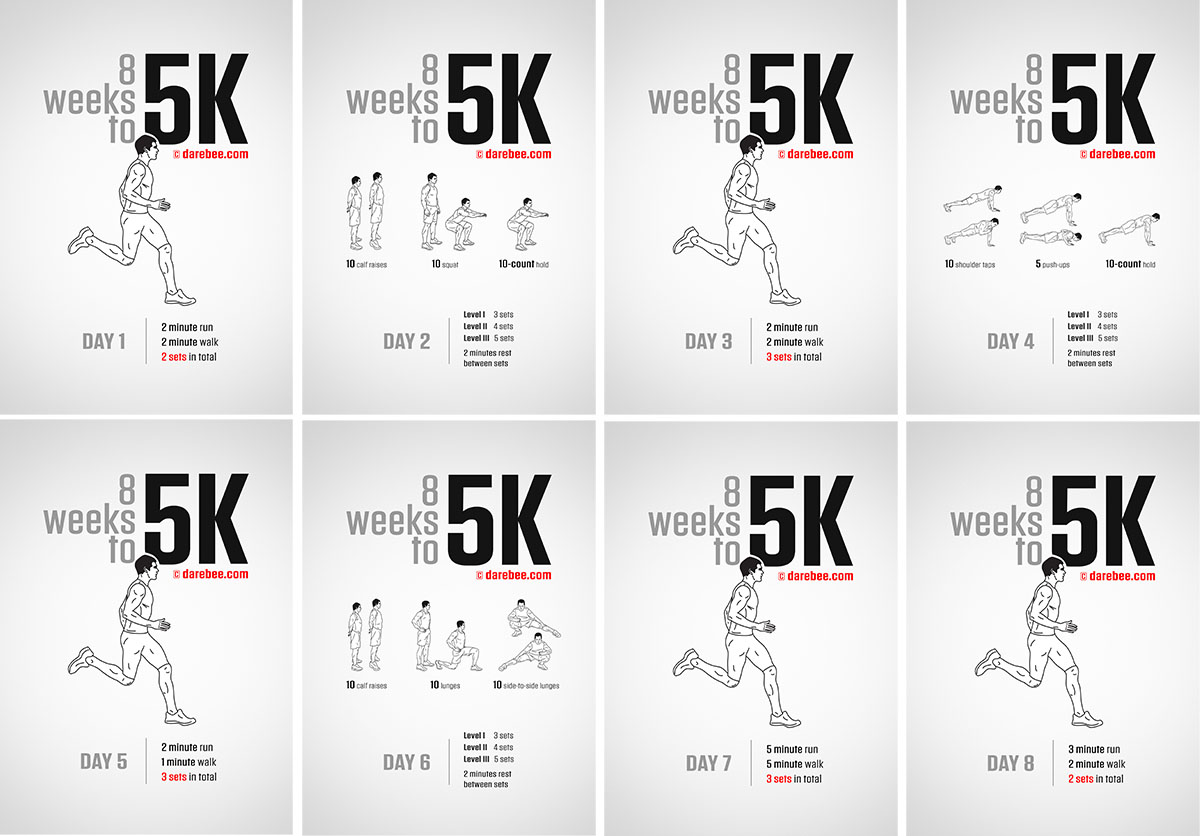 8
weeks
to
5K
© darebee.com
DAY 1
2 minute run
2 minute walk
2 sets in total
8
weeks
to
5K
© darebee.com
10 calf raises
10 squat
10-count hold
DAY 2
Level I 3 sets
Level II 4 sets
Level III 5 sets
2 minutes rest
between sets
8
weeks
to
5K
© darebee.com
DAY 3
2 minute run
2 minute walk
3 sets in total
8
weeks
to
5K
© darebee.com
10 shoulder taps
5 push-ups
10-count hold
DAY 4
Level I 3 sets
Level II 4 sets
Level III 5 sets
2 minutes rest
between sets
8
weeks
to
5K
© darebee.com
DAY 5
2 minute run
1 minute walk
3 sets in total
8
weeks
to
5K
© darebee.com
10 calf raises
10 lunges
10 side-to-side lunges
DAY 6
Level I 3 sets
Level II 4 sets
Level III 5 sets
2 minutes rest
between sets
8
weeks
to
5K
© darebee.com
DAY 7
5 minute run
5 minute walk
3 sets in total
8
weeks
to
5K
© darebee.com
DAY 8
3 minute run
2 minute walk
2 sets in total